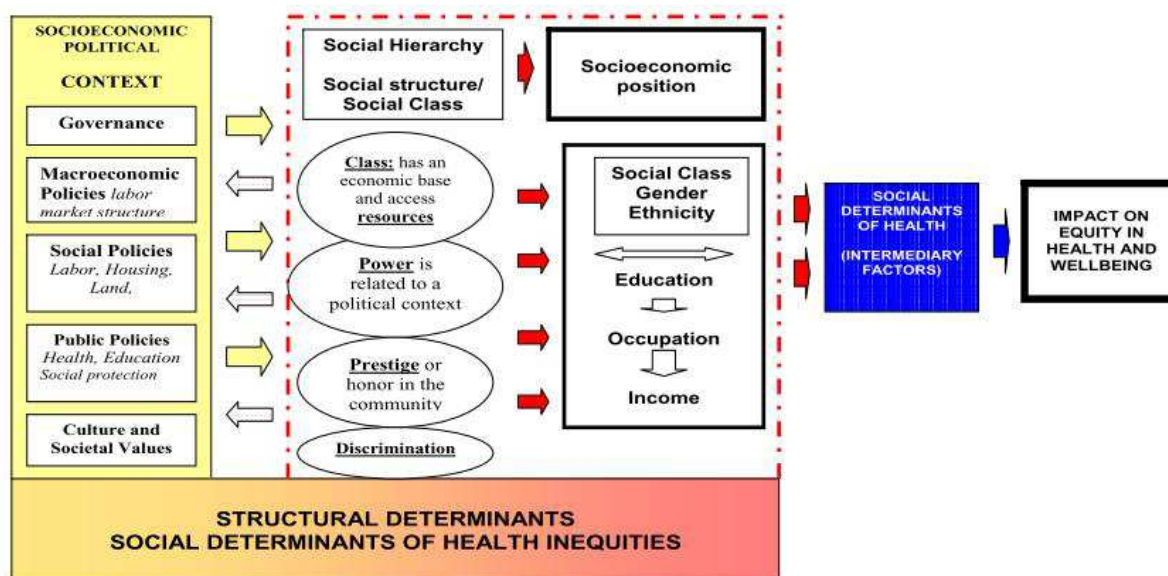 SOCIOECONOMIC
POLITICAL
CONTEXT
Governance
Macroeconomic
Policies labor
market structure
Social Policies
Labor, Housing,
Land,
Public Policies
Health, Education
Social protection
Culture and
Societal Values
Social Hierarchy
Social structure/
Social Class
Class: has an
economic base
and access
resources
Power is
related to a
political context
Prestige or
honor in the
community
Discrimination
Socioeconomic
position
Social Class
Gender
Ethnicity
Education
Occupation
Income
SOCIAL
DETERMINANTS
OF HEALTH
(INTERMEDIARY
FACTORS)
IMPACT ON
EQUITY IN
HEALTH AND
WELLBEING
STRUCTURAL DETERMINANTS
SOCIAL DETERMINANTS OF HEALTH INEQUITIES